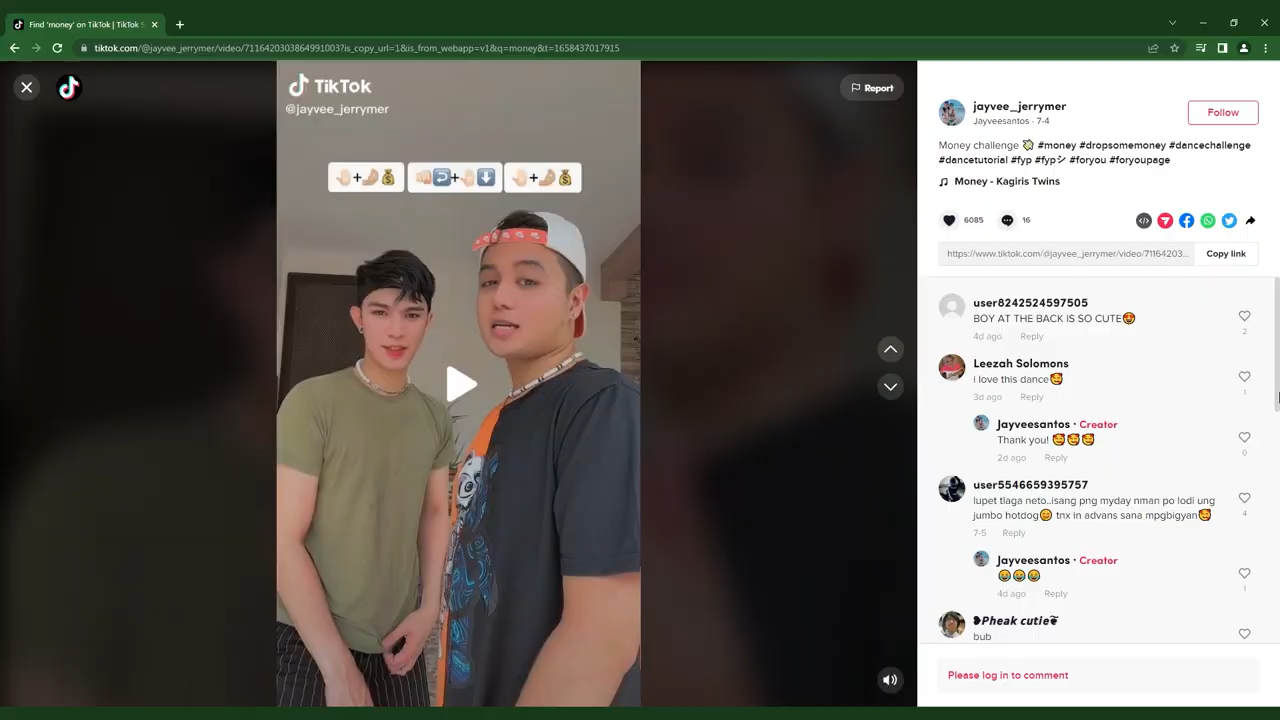 Find 'money' on TikTok | TikTok S
tiktok.com/@jayvee_jerrymer/video/7116420303864991003?is_copy_url=1&is_from_webapp=v1&q=money&t=1658437017915
TikTok
@jayvee_jerrymer
Report
jayvee_jerrymer
Jayveesantos · 7-4
Follow
Money challenge 💸 #money #dropsomemoney #dancechallenge
#dancetutorial #fyp #fypシ #foryou #foryoupage
Money - Kagiris Twins
6085
16
https://www.tiktok.com/@jayvee_jerrymer/video/71164203...
Copy link
user8242524597505
BOY AT THE BACK IS SO CUTE🤩
2
4d ago Reply
Leezah Solomons
i love this dance🥰
1
3d ago Reply
Jayveesantos · Creator
Thank you! 🥰🥰🥰
0
2d ago Reply
user5546659395757
lupet tlaga neto..isang png myday nman po lodi ung
jumbo hotdog😊 tnx in advans sana mpgbigyan🥰
4
7-5 Reply
Jayveesantos · Creator
😂😂😂
1
4d ago Reply
❥Pheak cutie❦
bub
Please log in to comment